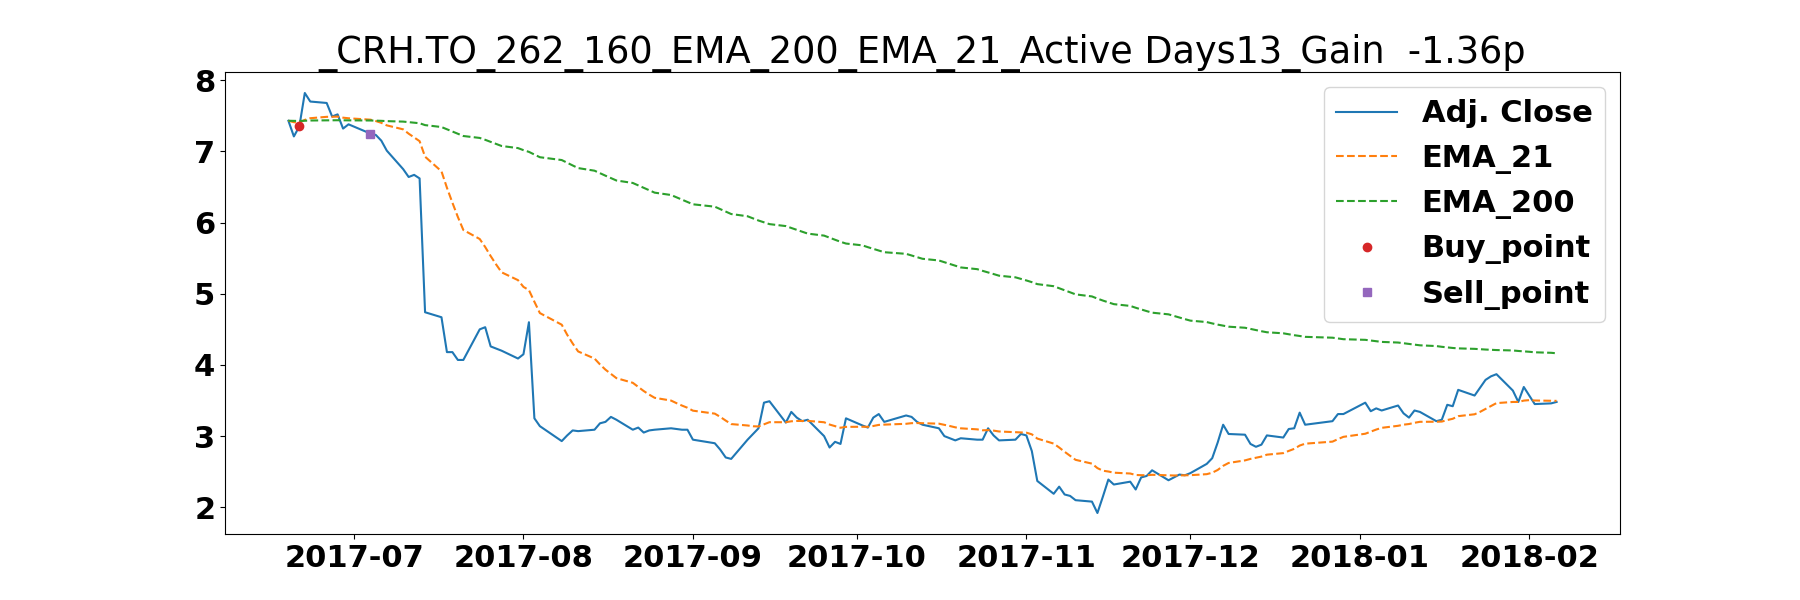 _CRH.TO_262_160_EMA_200_EMA_21_Active Days13_Gain  -1.36p
8
7
6
5
4
3
2
Adj. Close
EMA_21
EMA_200
Buy_point
Sell_point
2017-07 2017-08 2017-09 2017-10 2017-11 2017-12 2018-01 2018-02